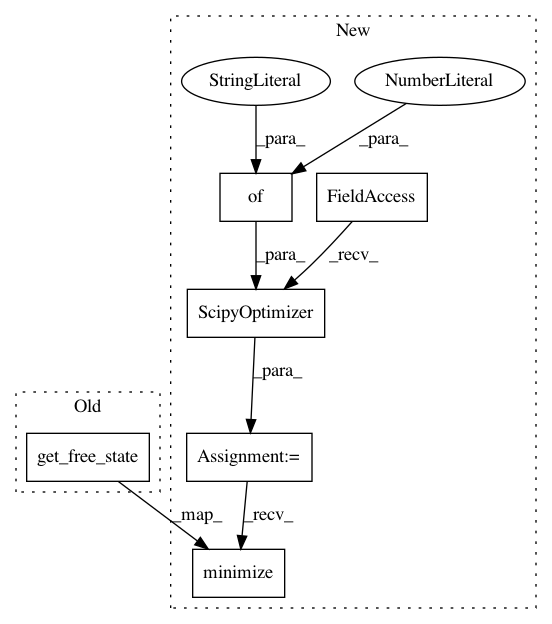 New
StringLiteral
NumberLiteral
_para_
_para_
of
FieldAccess
_para_
_recv_
ScipyOptimizer
_para_
Old
get_free_state
Assignment:=
_map_
_recv_
minimize